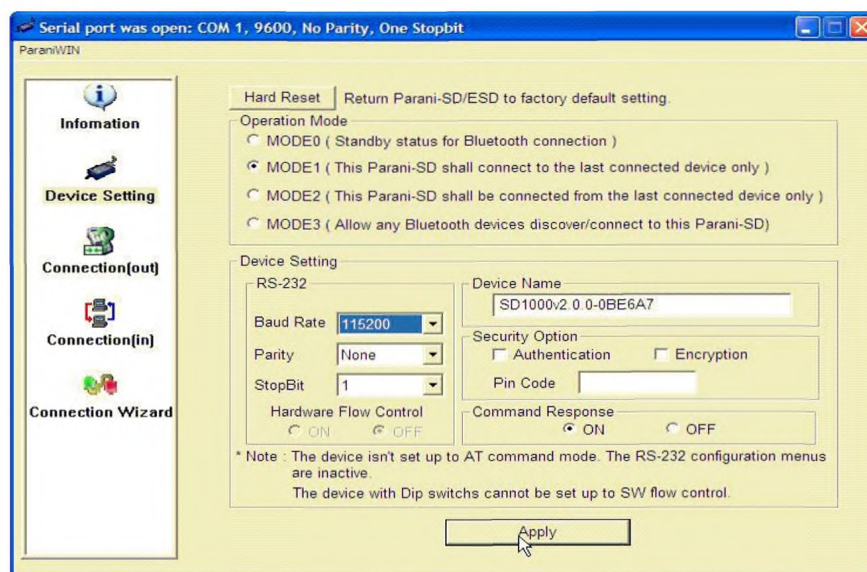 Serial port was open: COM 1, 9600, No Parity, One Stopbit
ParaniWIN
Infomation
Device Setting
Connection(out)
Connection(in)
Connection Wizard
Hard Reset Return Parani-SD/ESD to factory default setting.
Operation Mode
MODE0 ( Standby status for Bluetooth connection )
MODE1 ( This Parani-SD shall connect to the last connected device only )
MODE2 ( This Parani-SD shall be connected from the last connected device only )
MODE3 ( Allow any Bluetooth devices discover/connect to this Parani-SD)
Device Setting
RS-232
Baud Rate 115200
Parity None
StopBit 1
Hardware Flow Control
ON OFF
Device Name
SD1000v2.0.0-0BE6A7
Security Option
Authentication Encryption
Pin Code
Command Response
ON OFF
* Note : The device isn't set up to AT command mode. The RS-232 configuration menus
are inactive.
The device with Dip switchs cannot be set up to SW flow control.
Apply